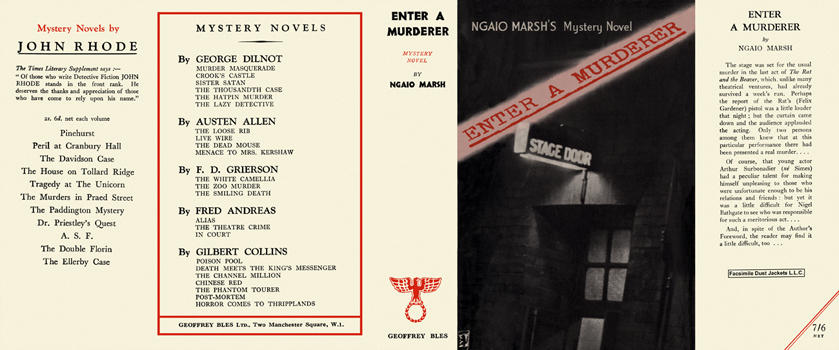 Mystery Novels by
JOHN RHODE
The Times Literary Supplement says :—
" Of those who write Detective Fiction JOHN
RHODE stands in the front rank. He
deserves the thanks and appreciation of those
who have come to rely upon his name."
2s. 6d. net each volume
Pinehurst
Peril at Cranbury Hall
The Davidson Case
The House on Tollard Ridge
Tragedy at The Unicorn
The Murders in Praed Street
The Paddington Mystery
Dr. Priestley's Quest
A. S. F.
The Double Florin
The Ellerby Case
MYSTERY NOVELS
By GEORGE DILNOT
MURDER MASQUERADE
CROOK'S CASTLE
SISTER SATAN
THE THOUSANDTH CASE
THE HATPIN MURDER
THE LAZY DETECTIVE
By AUSTEN ALLEN
THE LOOSE RIB
LIVE WIRE
THE DEAD MOUSE
MENACE TO MRS. KERSHAW
By F. D. GRIERSON
THE WHITE CAMELLIA
THE ZOO MURDER
THE SMILING DEATH
By FRED ANDREAS
ALIAS
THE THEATRE CRIME
IN COURT
By GILBERT COLLINS
POISON POOL
DEATH MEETS THE KING'S MESSENGER
THE CHANNEL MILLION
CHINESE RED
THE PHANTOM TOURER
POST-MORTEM
HORROR COMES TO THRIPPLANDS
GEOFFREY BLES LTD., Two Manchester Square, W.1.
ENTER A
MURDERER
MYSTERY
NOVEL
BY
NGAIO MARSH
GEOFFREY BLES
NGAIO MARSH'S Mystery Novel
ENTER A MURDERER
STAGE DOOR
ENTER
A MURDERER
by
NGAIO MARSH
The stage was set for the usual
murder in the last act of The Rat
and the Beaver, which, unlike many
theatrical ventures, had already
survived a week's run. Perhaps
the report of the Rat's (Felix
Gardener) pistol was a little louder
that night ; but the curtain came
down and the audience applauded
the acting. Only two persons
among them knew that at this
particular performance there had
been presented a real murder. . . .
Of course, that young actor
Arthur Surbonadier (né Simes)
had a peculiar talent for making
himself unpleasing to those who
were unfortunate enough to be his
relations and friends : but yet it
was a little difficult for Nigel
Bathgate to see who was responsible
for such a meritorious act. . . .
And, in spite of the Author's
Foreword, the reader may find it
a little difficult, too . . .
Facsimile Dust Jackets L.L.C.
7/6
NET